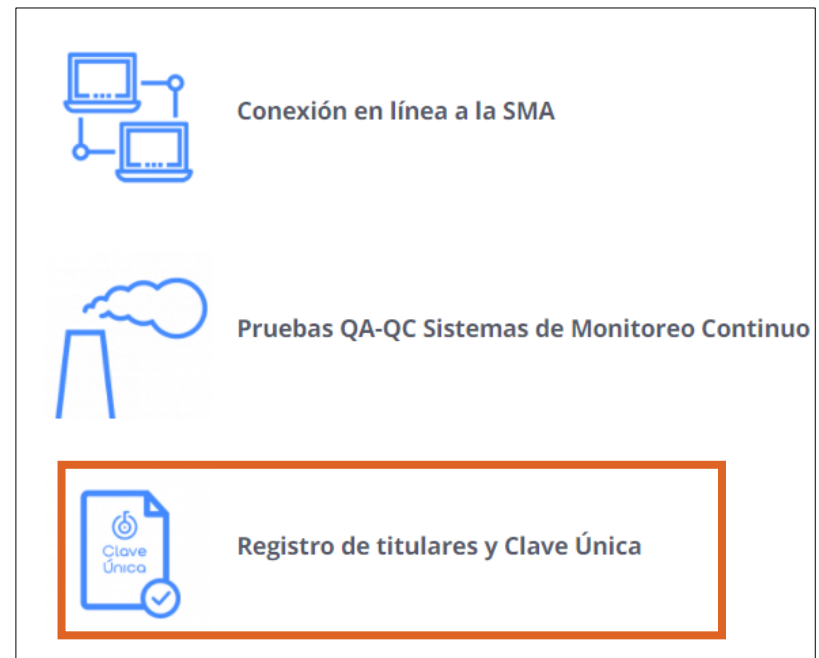 Conexión en línea a la SMA
Pruebas QA-QC Sistemas de Monitoreo Continuo
Clave
Única
Registro de titulares y Clave Única